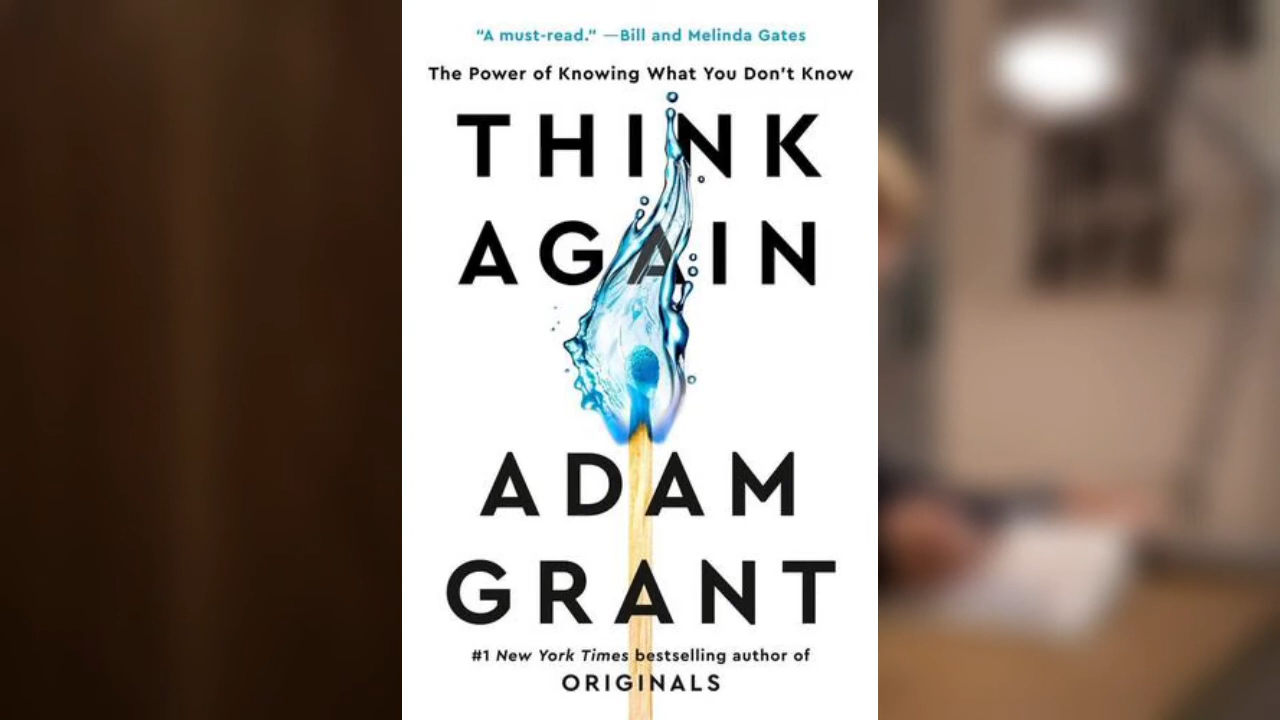 “A must-read.” —Bill and Melinda Gates
The Power of Knowing What You Don't Know
THINK
AGAIN
ADAM
GRANT
#1 New York Times bestselling author of
ORIGINALS